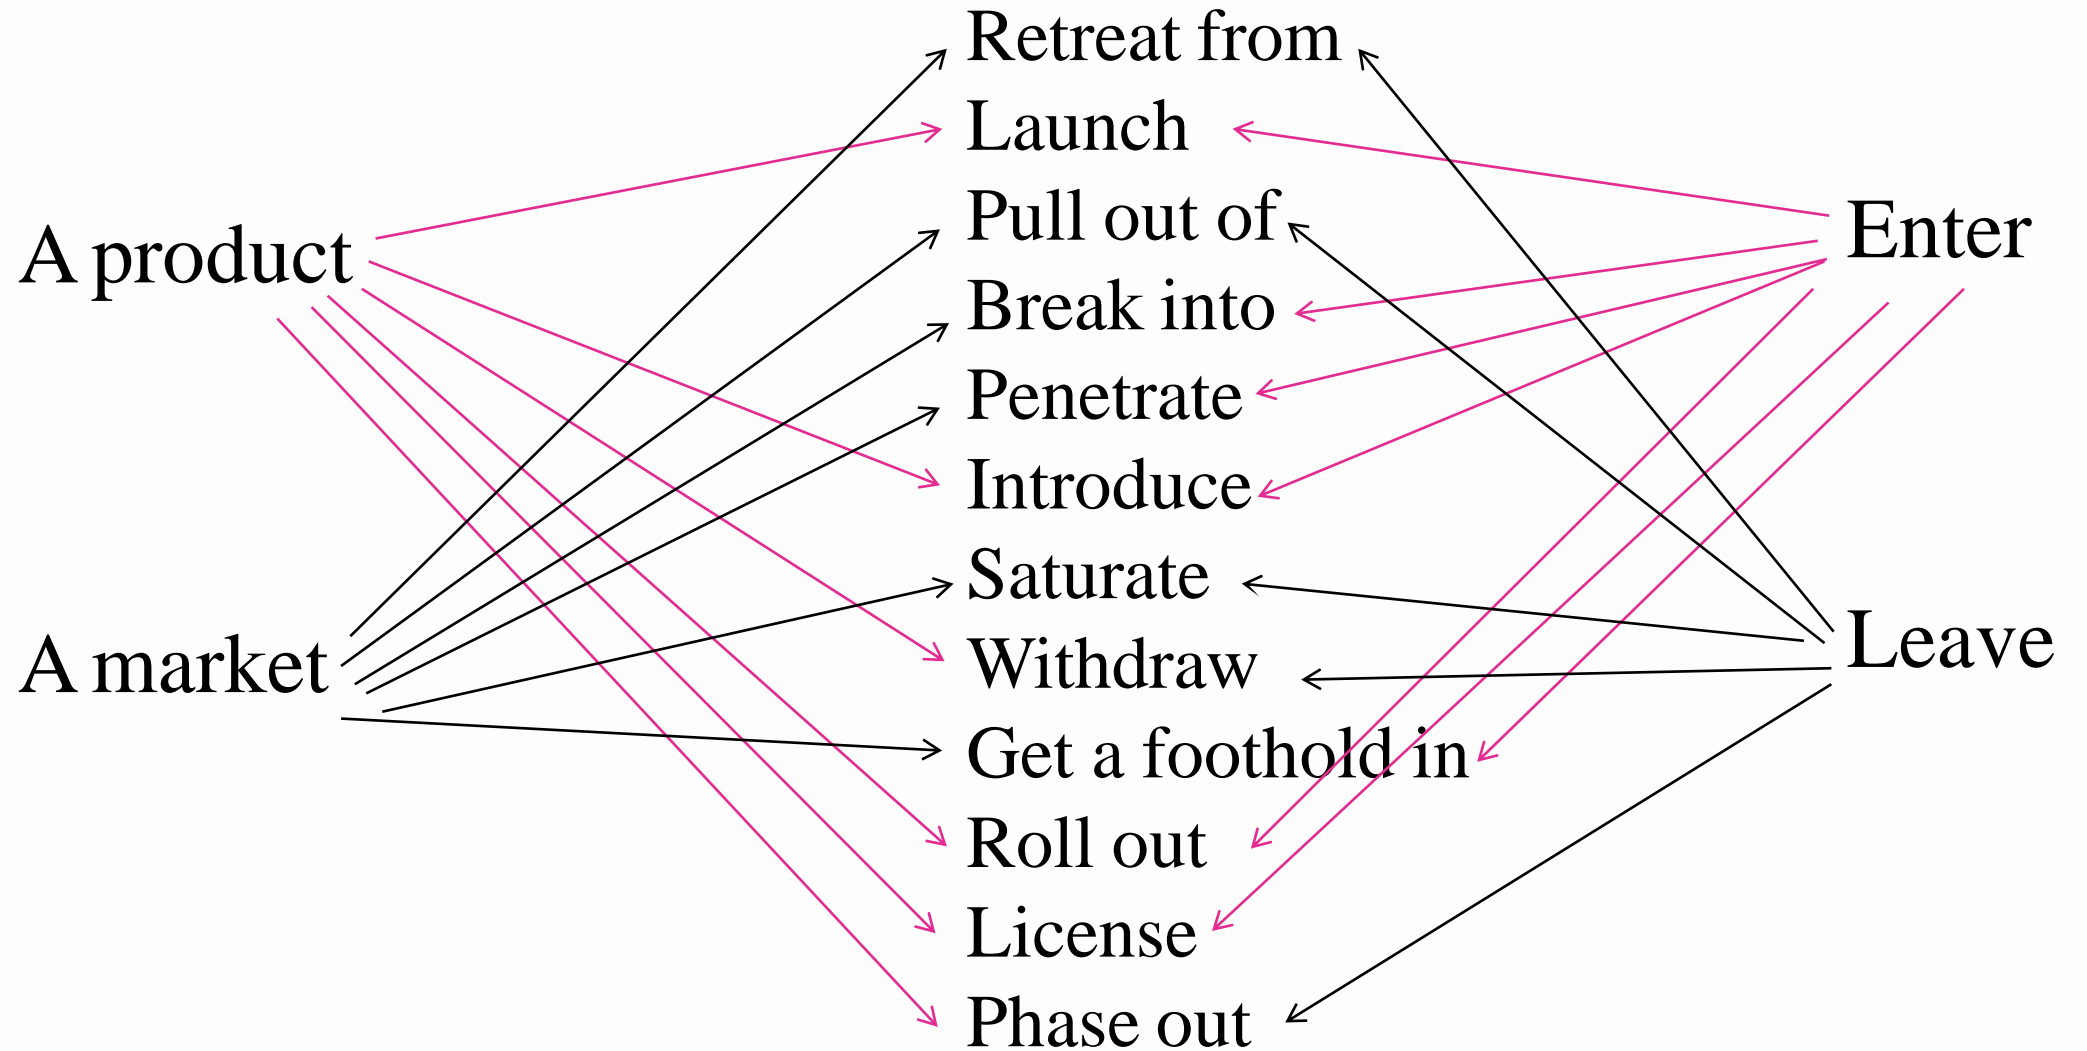 Retreat from
Launch
Pull out of
Break into
Penetrate
Introduce
Saturate
Withdraw
Get a foothold in
Roll out
License
Phase out
A product
A market
Enter
Leave